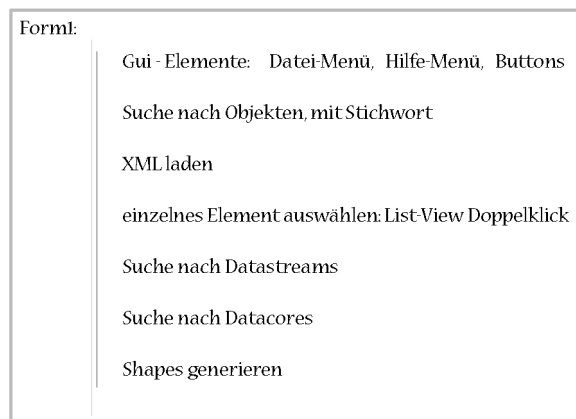 Form1:
Gui - Elemente: Datei-Menü, Hilfe-Menü, Buttons
Suche nach Objekten, mit Stichwort
XML laden
einzelnes Element auswählen: List-View Doppelklick
Suche nach Datastreams
Suche nach Datacores
Shapes generieren